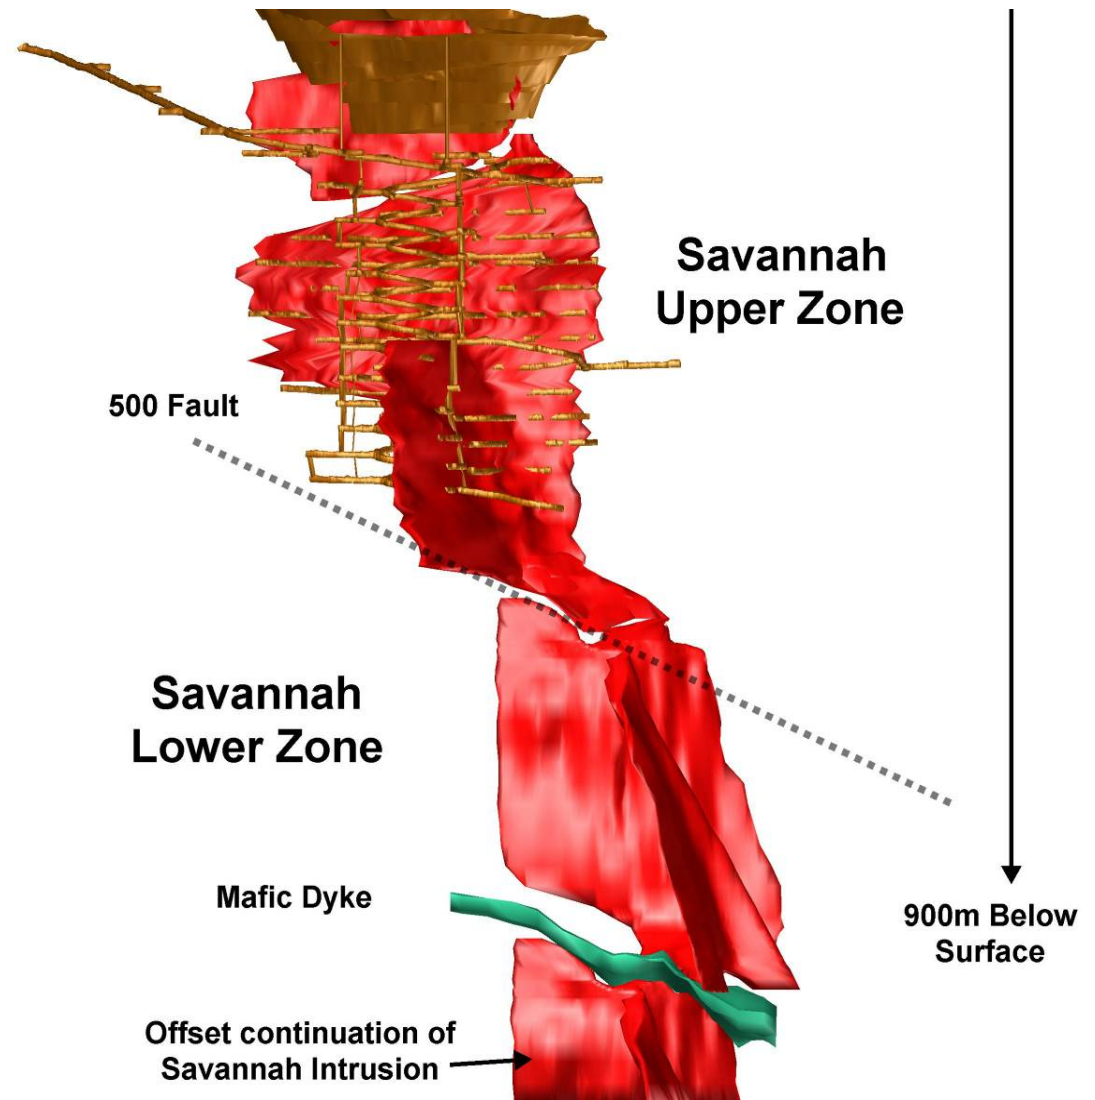 Savannah
Upper Zone
500 Fault
Savannah
Lower Zone
Mafic Dyke
900m Below
Surface
Offset continuation of
Savannah Intrusion